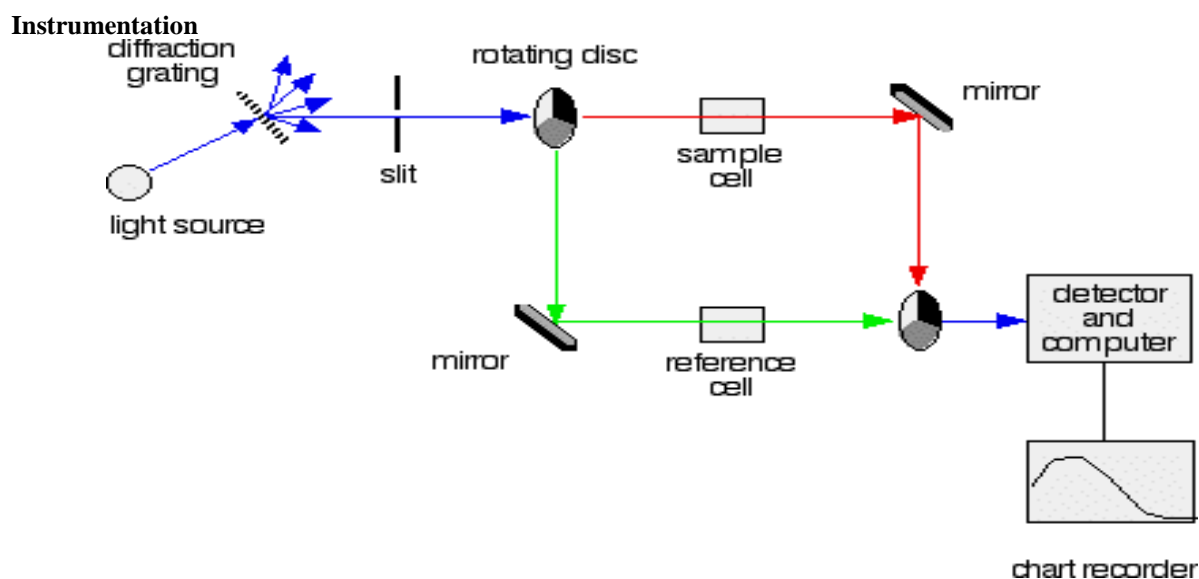 Instrumentation
diffraction
grating
rotating disc
mirror
slit
sample
cell
light source
mirror
reference
cell
detector
and
computer
chart recorder